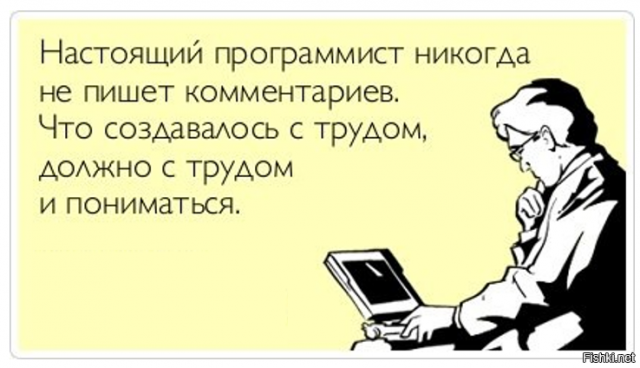 Настоящий программист никогда
не пишет комментариев.
Что создавалось с трудом,
должно с трудом
и пониматься.
Fishki.net